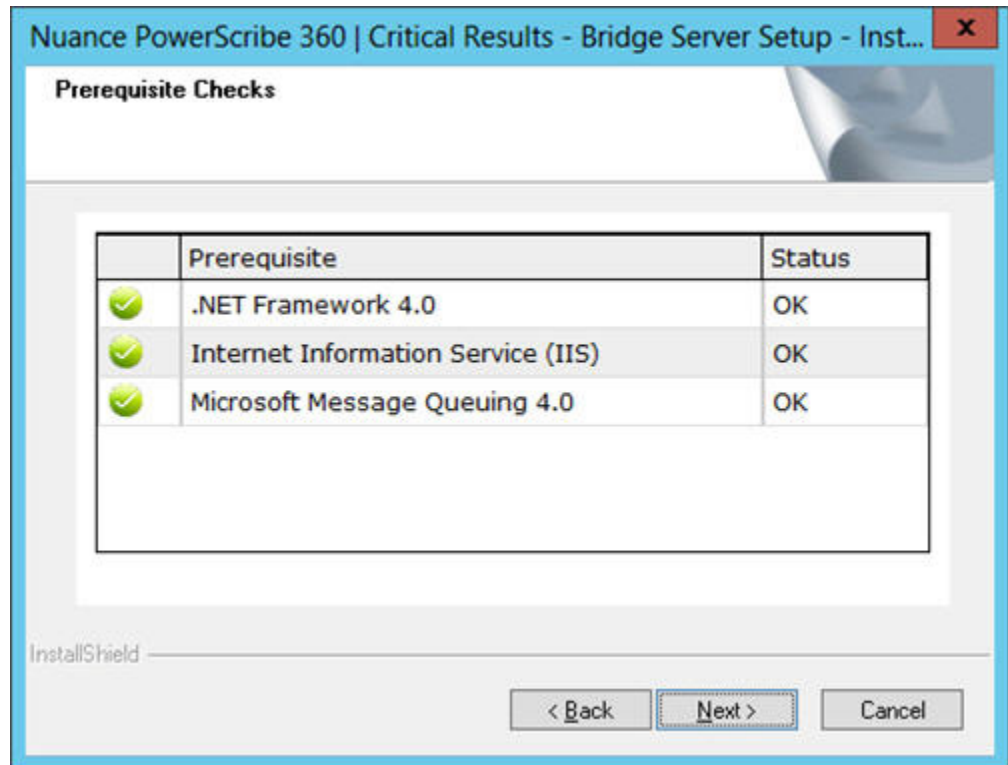 Nuance PowerScribe 360 | Critical Results - Bridge Server Setup - Inst...
x
Prerequisite Checks
Prerequisite Status
.NET Framework 4.0 OK
Internet Information Service (IIS) OK
Microsoft Message Queuing 4.0 OK
InstallShield
< Back Next > Cancel